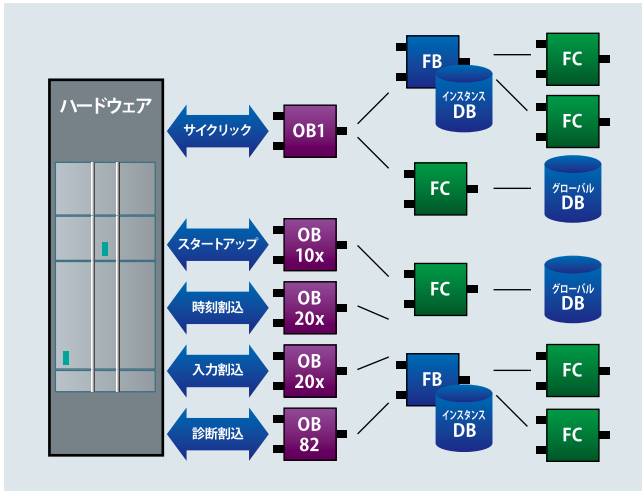 ハードウェア
サイクリック
OB1
FB
インスタンス
DB
FC
FC
FC
グローバル
DB
スタートアップ
OB
10x
時刻割込
OB
20x
FC
グローバル
DB
入力割込
OB
20x
診断割込
OB
82
FB
インスタンス
DB
FC
FC